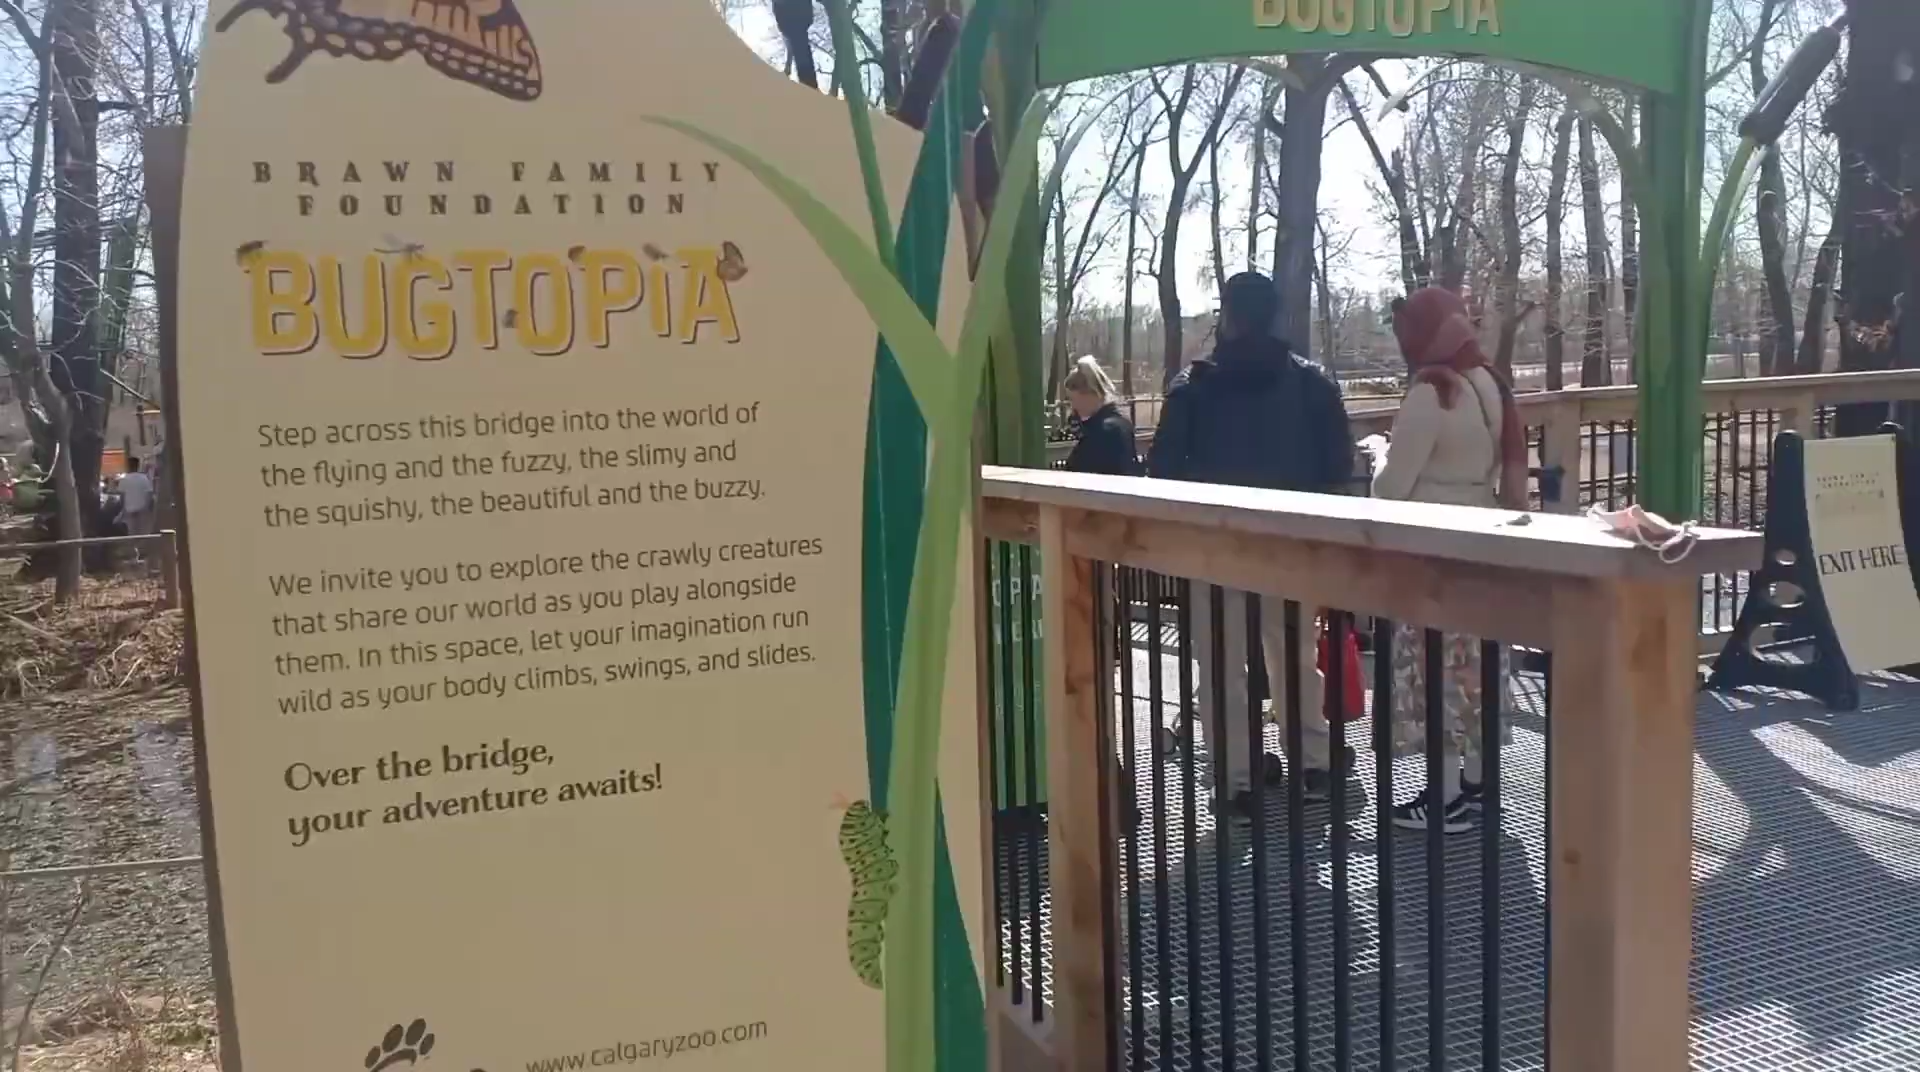 BRAWN FAMILY
FOUNDATION
BUGTOPiA
Step across this bridge into the world of
the flying and the fuzzy, the slimy and
the squishy, the beautiful and the buzzy.
We invite you to explore the crawly creatures
that share our world as you play alongside
them. In this space, let your imagination run
wild as your body climbs, swings, and slides.
Over the bridge,
your adventure awaits!
www.calgaryzoo.com
BUGTOPiA
EXIT HERE